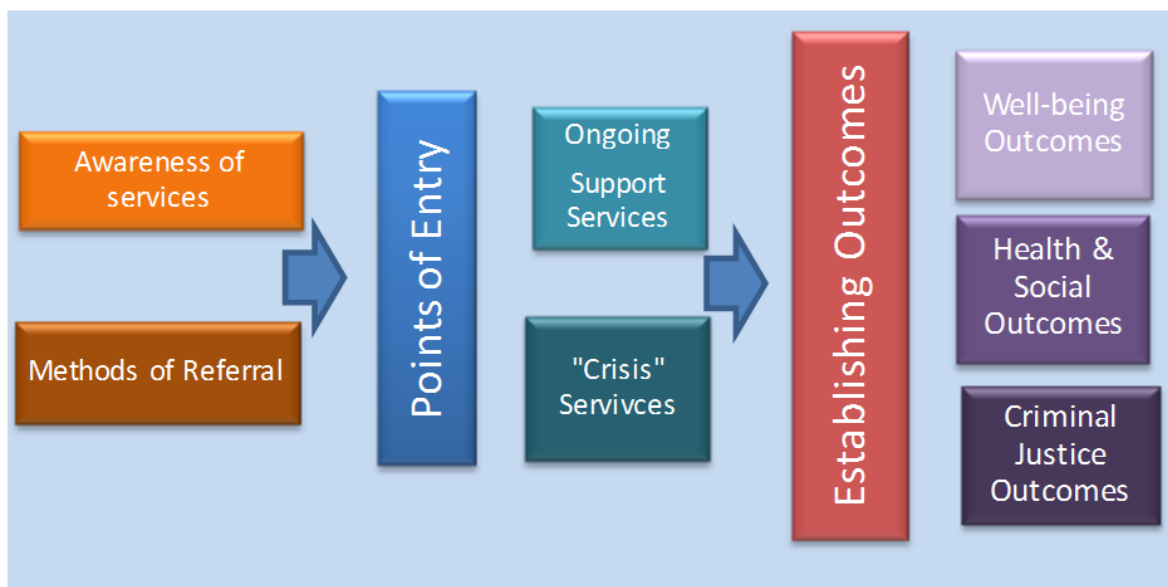 Awareness of
services
Methods of Referral
Points of Entry
Ongoing
Support
Services
"Crisis"
Servivces
Establishing Outcomes
Well-being
Outcomes
Health &
Social
Outcomes
Criminal
Justice
Outcomes